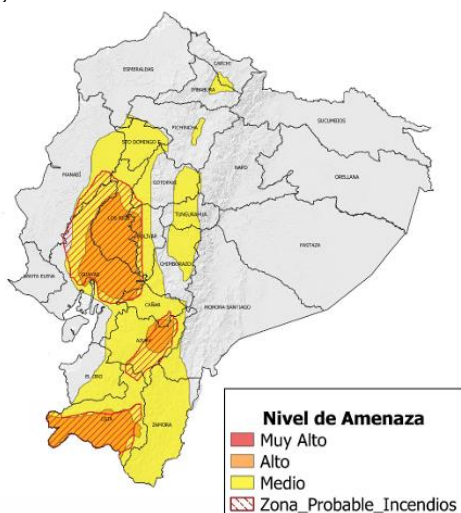 CARCHI
ESMERALDAS
IMBABURA
SUCUMBIOS
PICHINCHA
STO DOMINGO
NAPO
ORELLANA
MANABÍ
COTOPAXI
LOS RIOS
TUNGURAHUA
BOLIVAR
PASTAZA
CHIMBORAZO
SANTA ELENA
GUAYAS
CAÑAR
MORONA SANTIAGO
AZUAY
EL ORO
LOJA
ZAMORA
Nivel de Amenaza
Muy Alto
Alto
Medio
Zona_Probable_Incendios